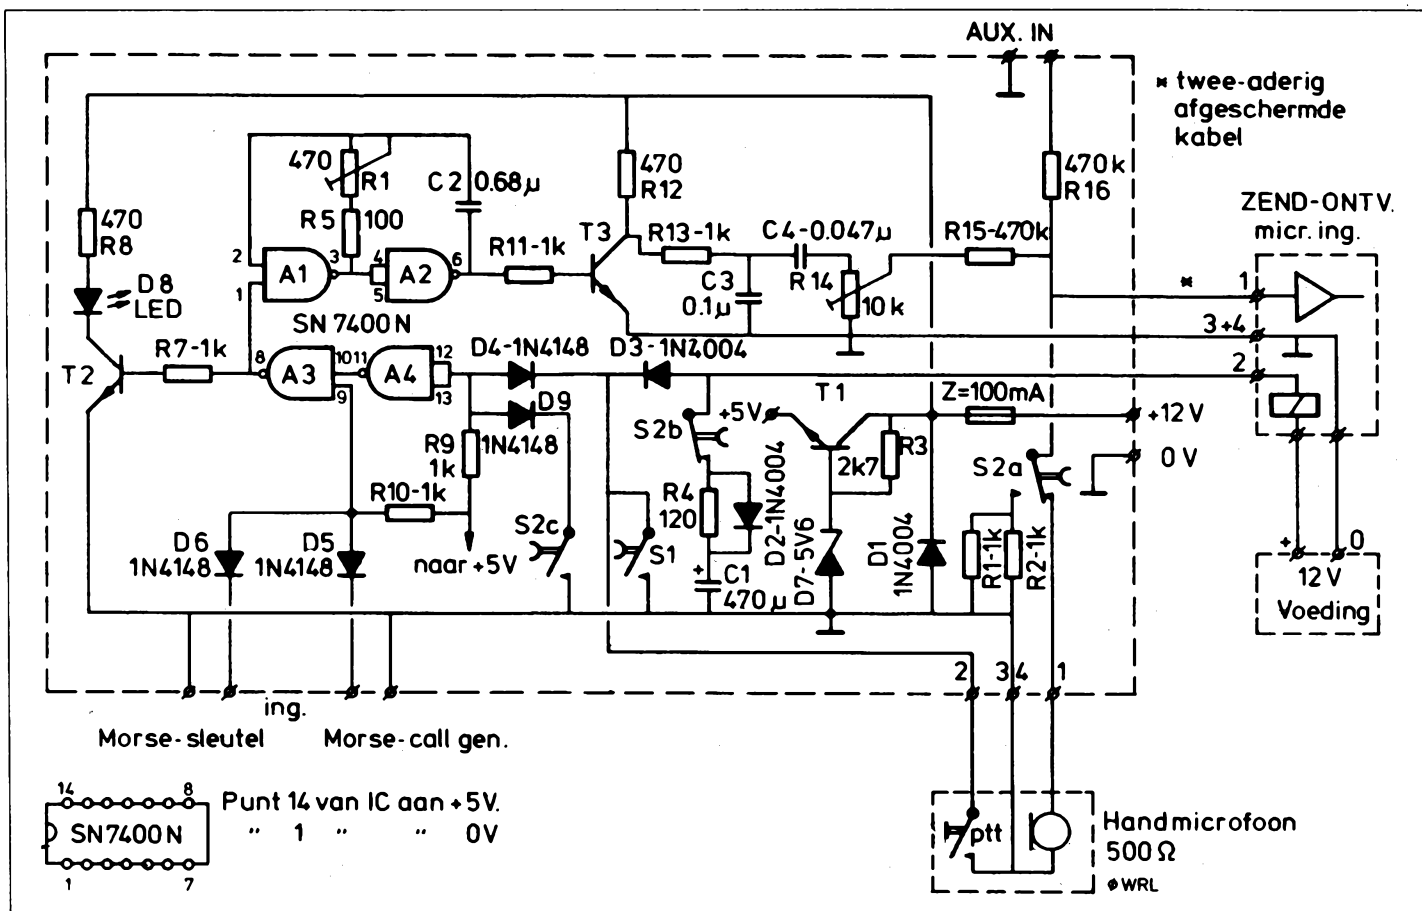 AUX. IN
* twee-aderig
afgeschermde
kabel
470
R1
C2
0.68µ
470
R12
470k
R16
ZEND-ONTV.
micr. ing.
470
R8
R5
100
T3
R13-1k
C4-0.047µ
R15-470k
2
3
4
6
A1
A2
R11-1k
C3
0.1µ
R14
10k
*
1
D8
LED
1
5
SN 7400N
3+4
R7-1k
8
10
11
12
D4-1N4148
D3-1N4004
2
T2
A3
A4
9
13
D9
1N4148
S2b
+5V
T1
Z=100mA
+12V
R9
1k
R3
2k7
S2a
0V
R10-1k
R4
120
D2-1N4004
S2c
S1
D6
1N4148
D5
1N4148
naar +5V
+
C1
470µ
D7-5V6
D1
1N4004
R1-1k
R2-1k
+
0
12V
Voeding
2
3
4
1
ing.
Morse-sleutel
Morse-call gen.
14
8
SN7400N
1
7
Punt 14 van IC aan +5V.
" 1 " " 0V
ptt
Handmicrofoon
500Ω
ϕWRL